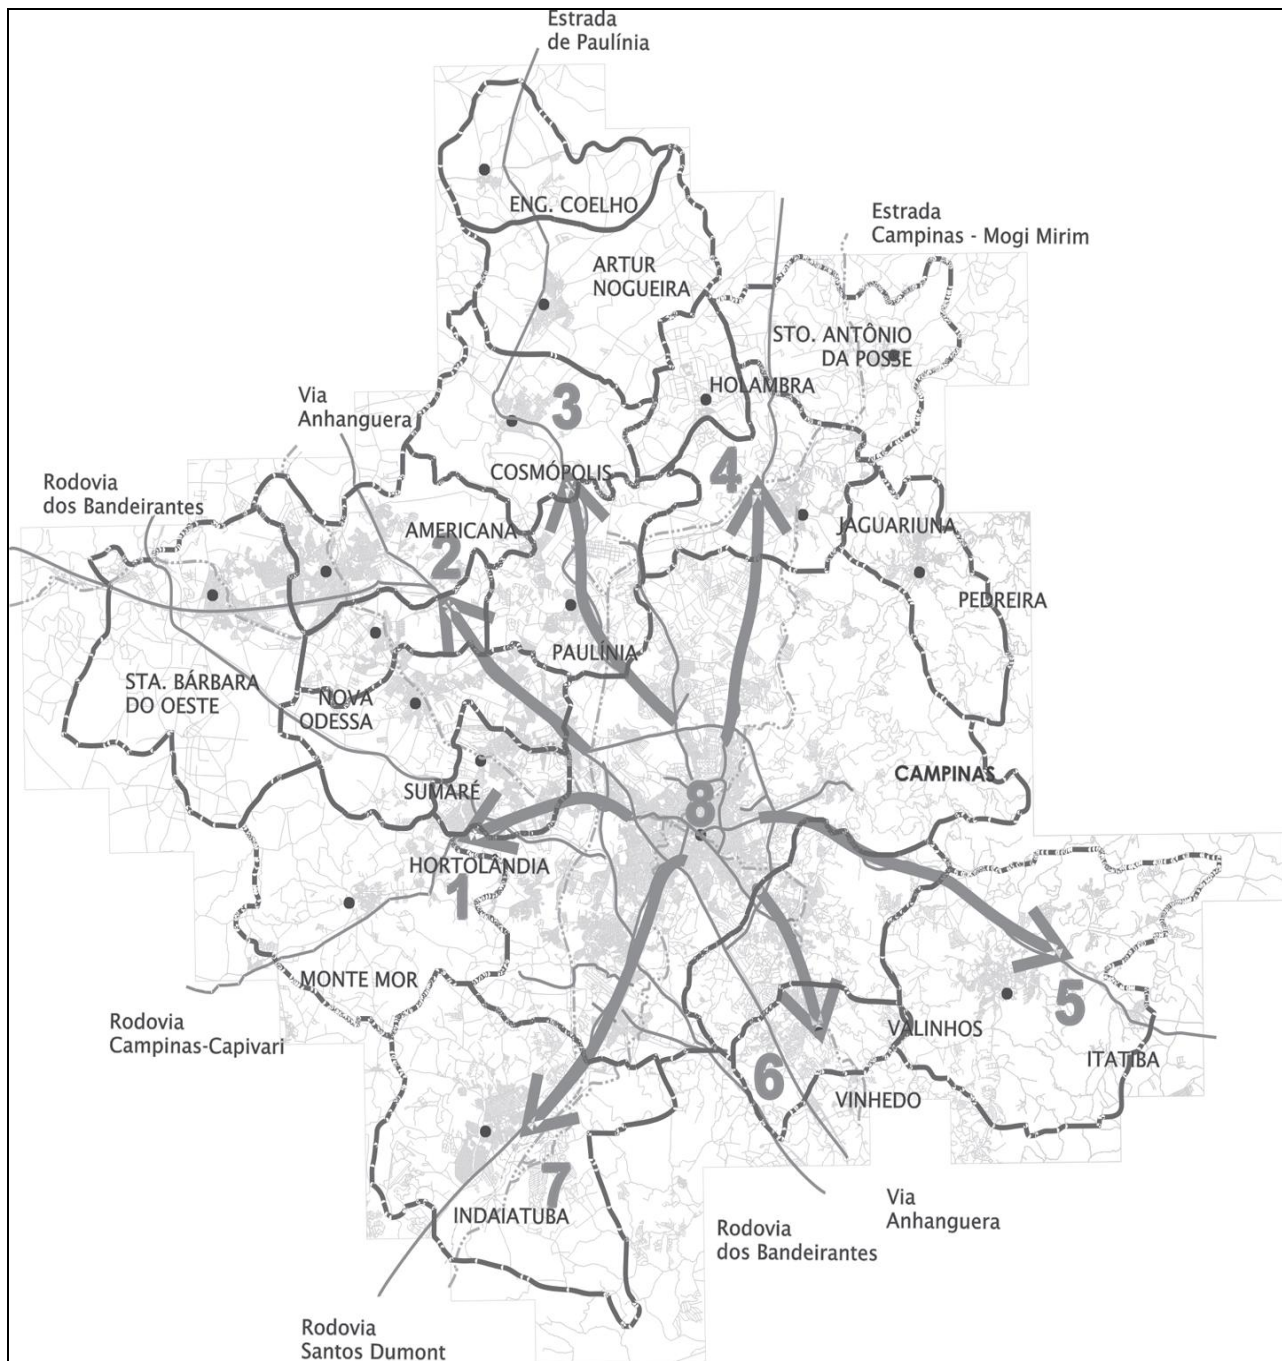 Estrada
de Paulínia
ENG. COELHO
Estrada
Campinas - Mogi Mirim
ARTUR
NOGUEIRA
STO. ANTÔNIO
DA POSSE
HOLAMBRA
Via
Anhanguera
3
COSMÓPOLIS
4
Rodovia
dos Bandeirantes
AMERICANA
JAGUARIUNA
2
PEDREIRA
PAULÍNIA
STA. BÁRBARA
DO OESTE
NOVA
ODESSA
CAMPINAS
SUMARÉ
8
HORTOLÂNDIA
1
MONTE MOR
5
Rodovia
Campinas-Capivari
VALINHOS
ITATIBA
6
VINHEDO
7
INDAIATUBA
Via
Anhanguera
Rodovia
dos Bandeirantes
Rodovia
Santos Dumont